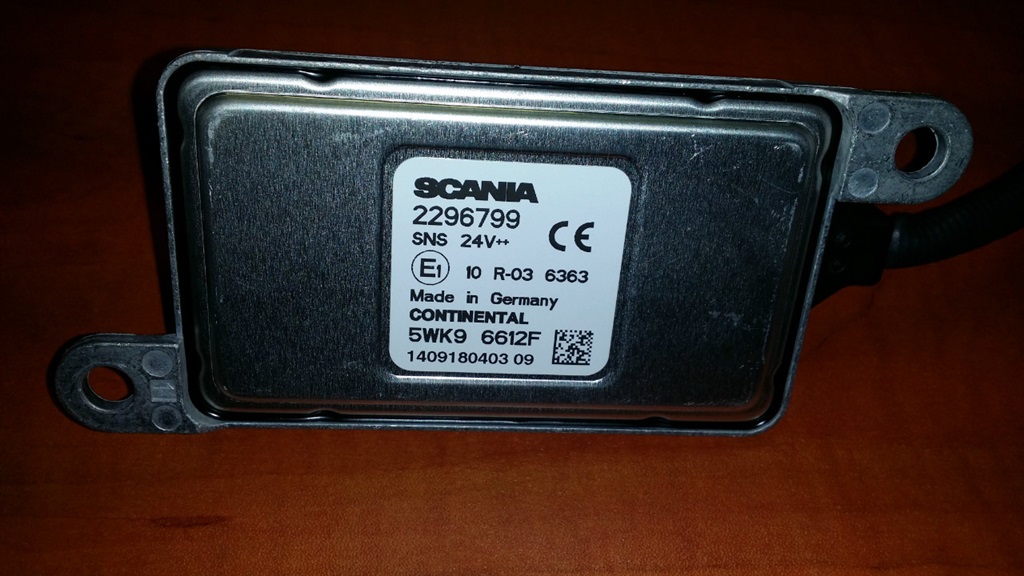 SCANIA
2296799
SNS 24V++
CE
E1 10 R-03 6363
Made in Germany
CONTINENTAL
5WK9 6612F
1409180403 09